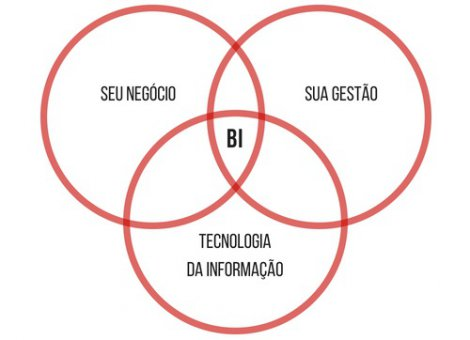 SEU NEGÓCIO
SUA GESTÃO
BI
TECNOLOGIA
DA INFORMAÇÃO